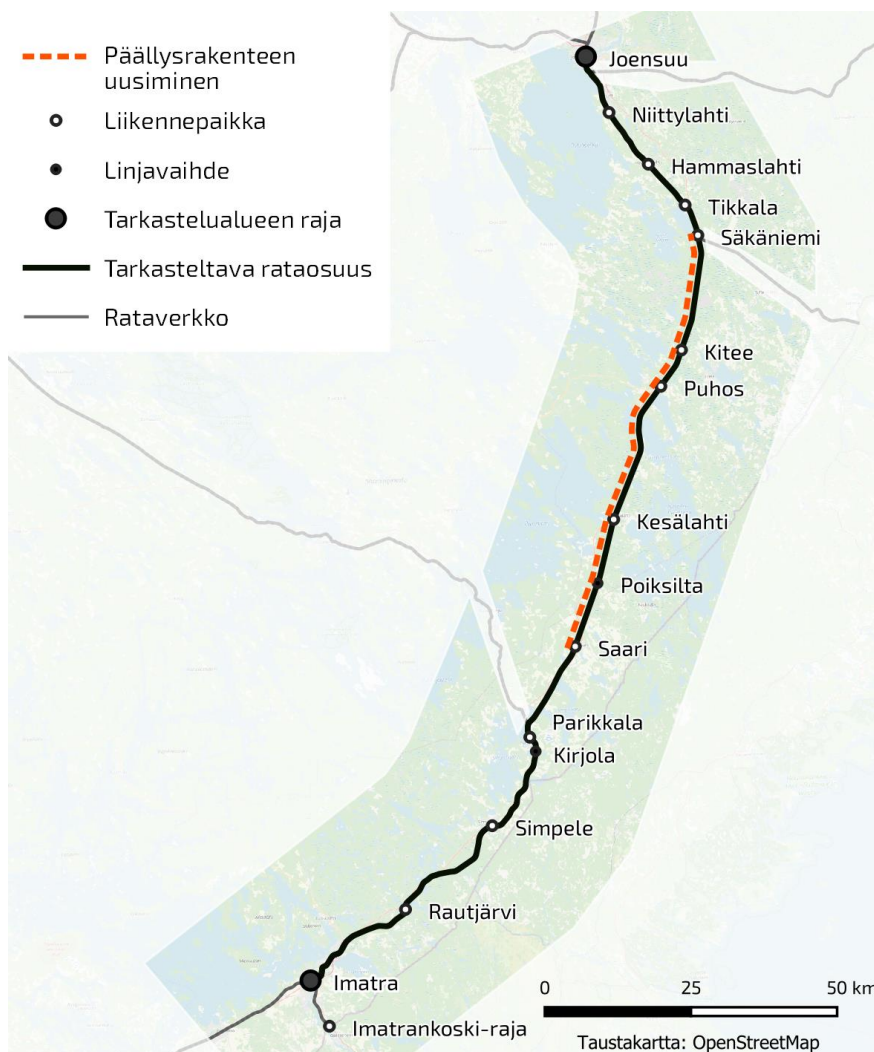 Päällysrakenteen
uusiminen
Liikennepaikka
Linjavaihde
Tarkastelualueen raja
Tarkasteltava rataosuus
Rataverkko
Joensuu
Niittylahti
Hammaslahti
Tikkala
Säkäniemi
Kitee
Puhos
Kesälahti
Poiksilta
Saari
Parikkala
Kirjola
Simpele
Rautjärvi
Imatra
Imatrankoski-raja
0 25 50 km
Taustakartta: OpenStreetMap